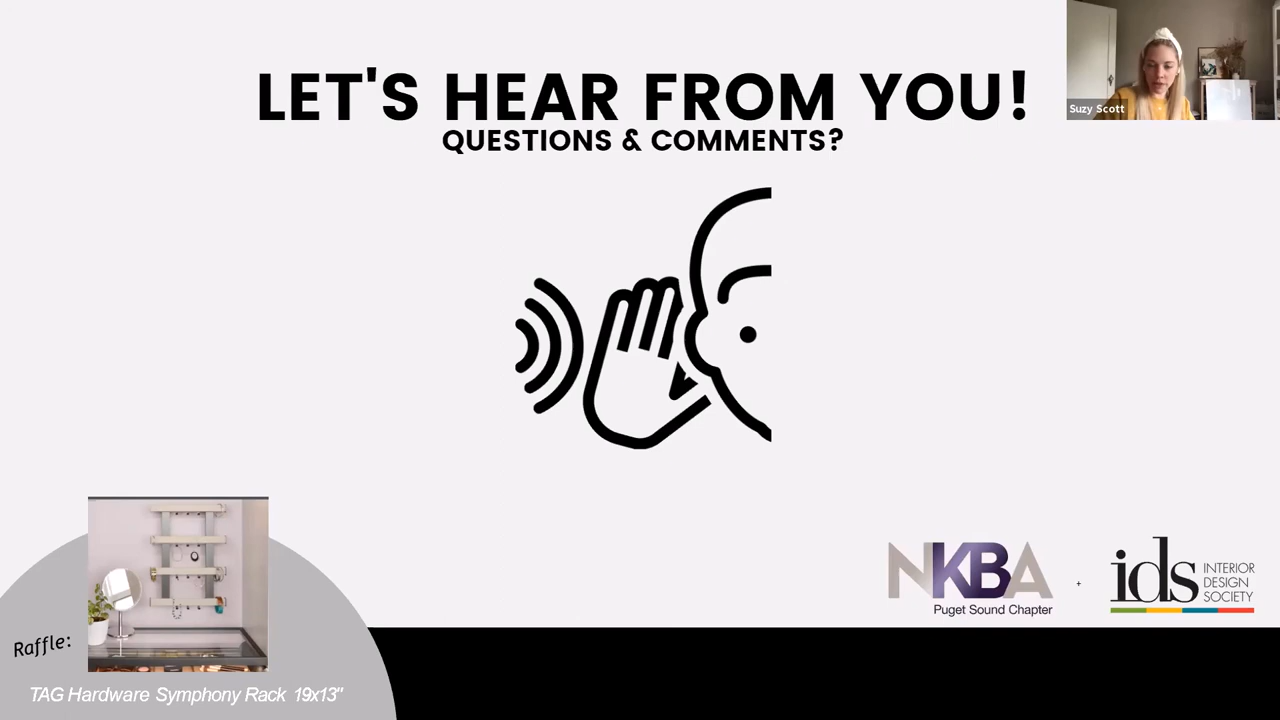 LET'S HEAR FROM YOU!
QUESTIONS & COMMENTS?
Suzy Scott
NKBA
Puget Sound Chapter
+
ids
INTERIOR
DESIGN
SOCIETY
Raffle:
TAG Hardware Symphony Rack 19x13"